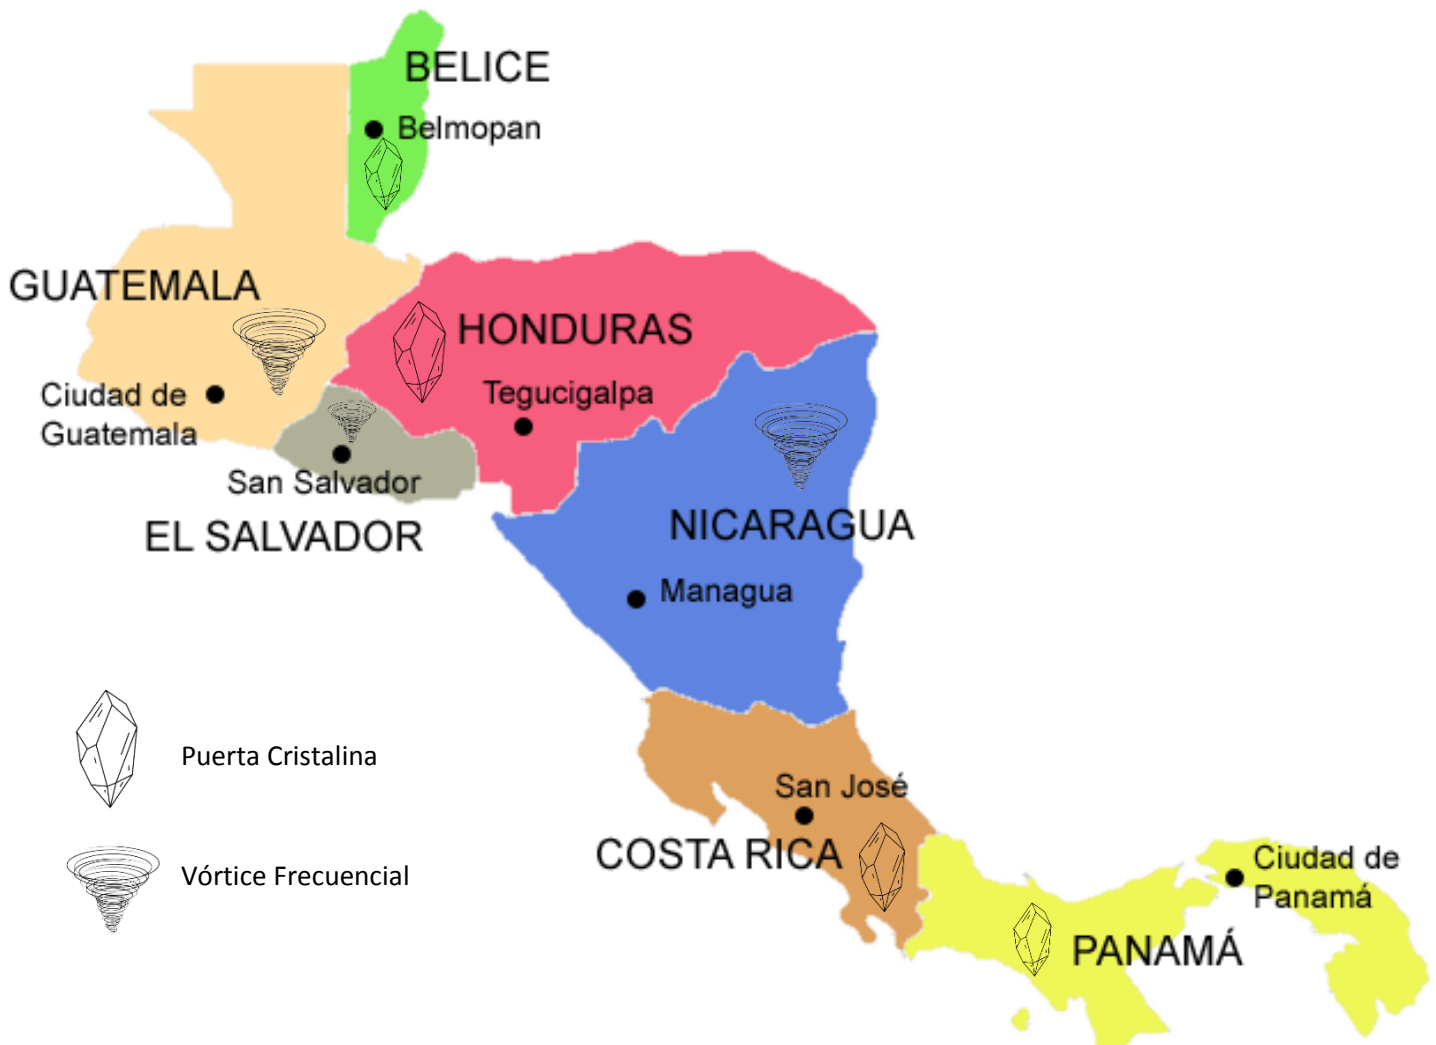 BELICE
Belmopan
GUATEMALA
HONDURAS
Ciudad de
Guatemala
Tegucigalpa
San Salvador
EL SALVADOR
NICARAGUA
Managua
Puerta Cristalina
San José
COSTA RICA
Vórtice Frecuencial
Ciudad de
Panamá
PANAMÁ